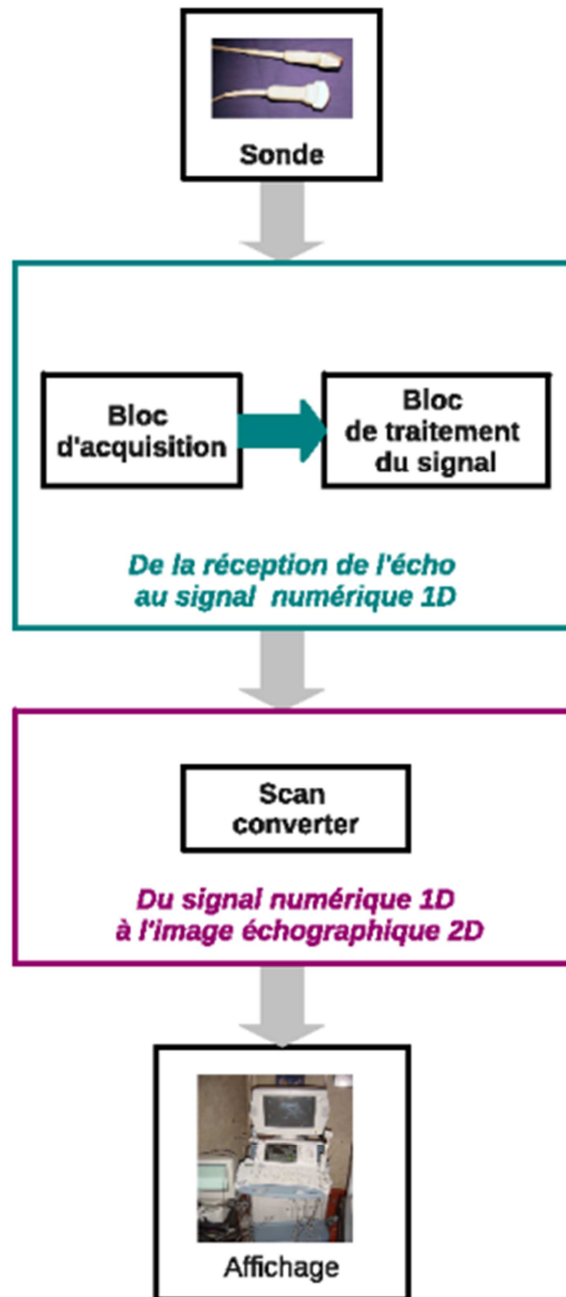 Sonde
Bloc
d'acquisition
Bloc
de traitement
du signal
De la réception de l'écho
au signal numérique 1D
Scan
converter
Du signal numérique 1D
à l'image échographique 2D
Affichage